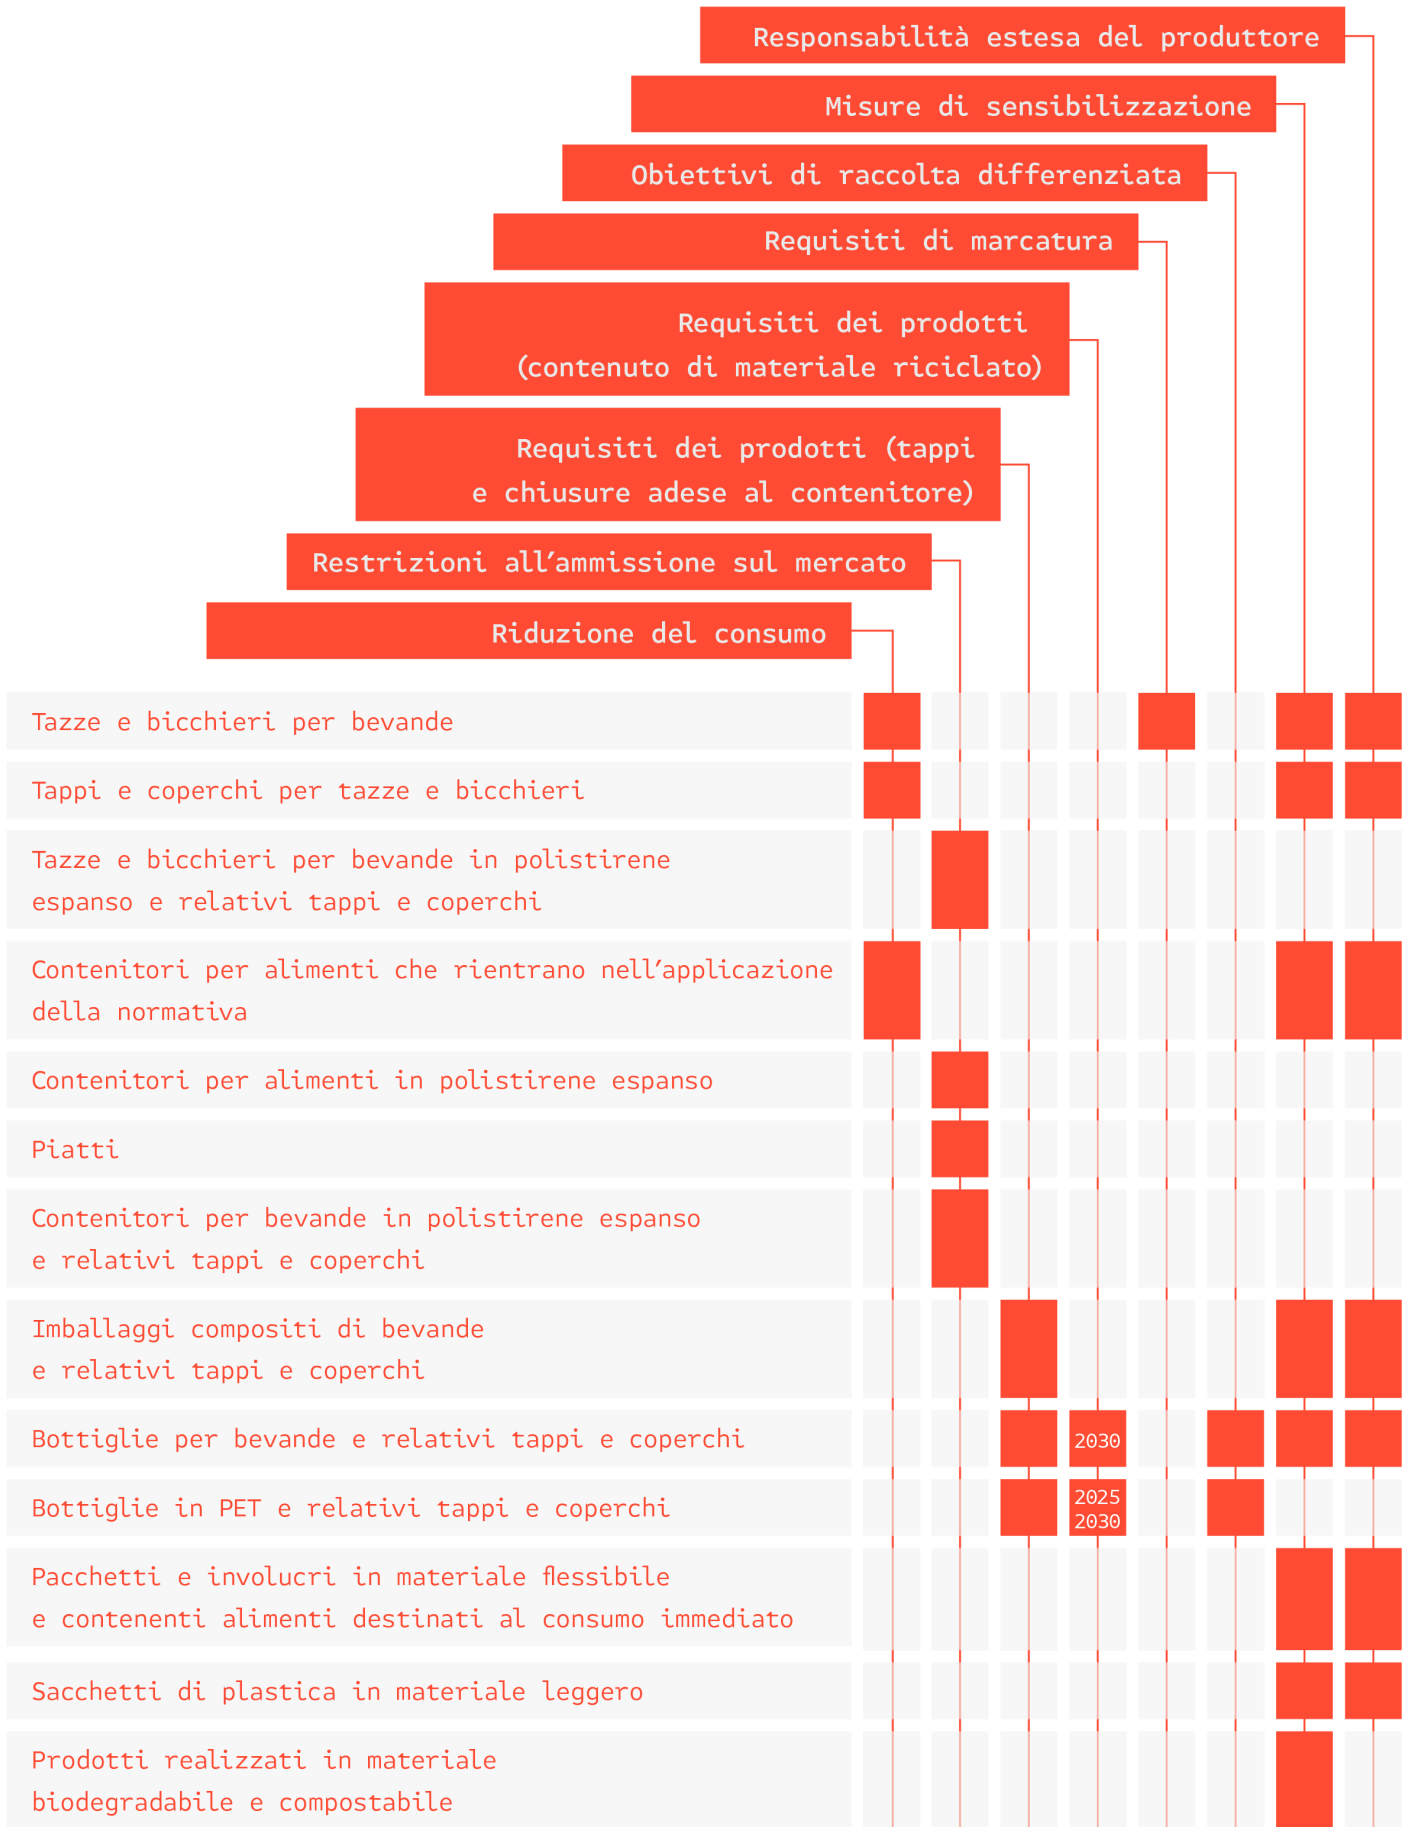 Responsabilità estesa del produttore
Misure di sensibilizzazione
Obiettivi di raccolta differenziata
Requisiti di marcatura
Requisiti dei prodotti
(contenuto di materiale riciclato)
Requisiti dei prodotti (tappi
e chiusure adese al contenitore)
Restrizioni all’ammissione sul mercato
Riduzione del consumo
Tazze e bicchieri per bevande
Tappi e coperchi per tazze e bicchieri
Tazze e bicchieri per bevande in polistirene
espanso e relativi tappi e coperchi
Contenitori per alimenti che rientrano nell’applicazione
della normativa
Contenitori per alimenti in polistirene espanso
Piatti
Contenitori per bevande in polistirene espanso
e relativi tappi e coperchi
Imballaggi compositi di bevande
e relativi tappi e coperchi
Bottiglie per bevande e relativi tappi e coperchi
2030
Bottiglie in PET e relativi tappi e coperchi
2025
2030
Pacchetti e involucri in materiale flessibile
e contenenti alimenti destinati al consumo immediato
Sacchetti di plastica in materiale leggero
Prodotti realizzati in materiale
biodegradabile e compostabile